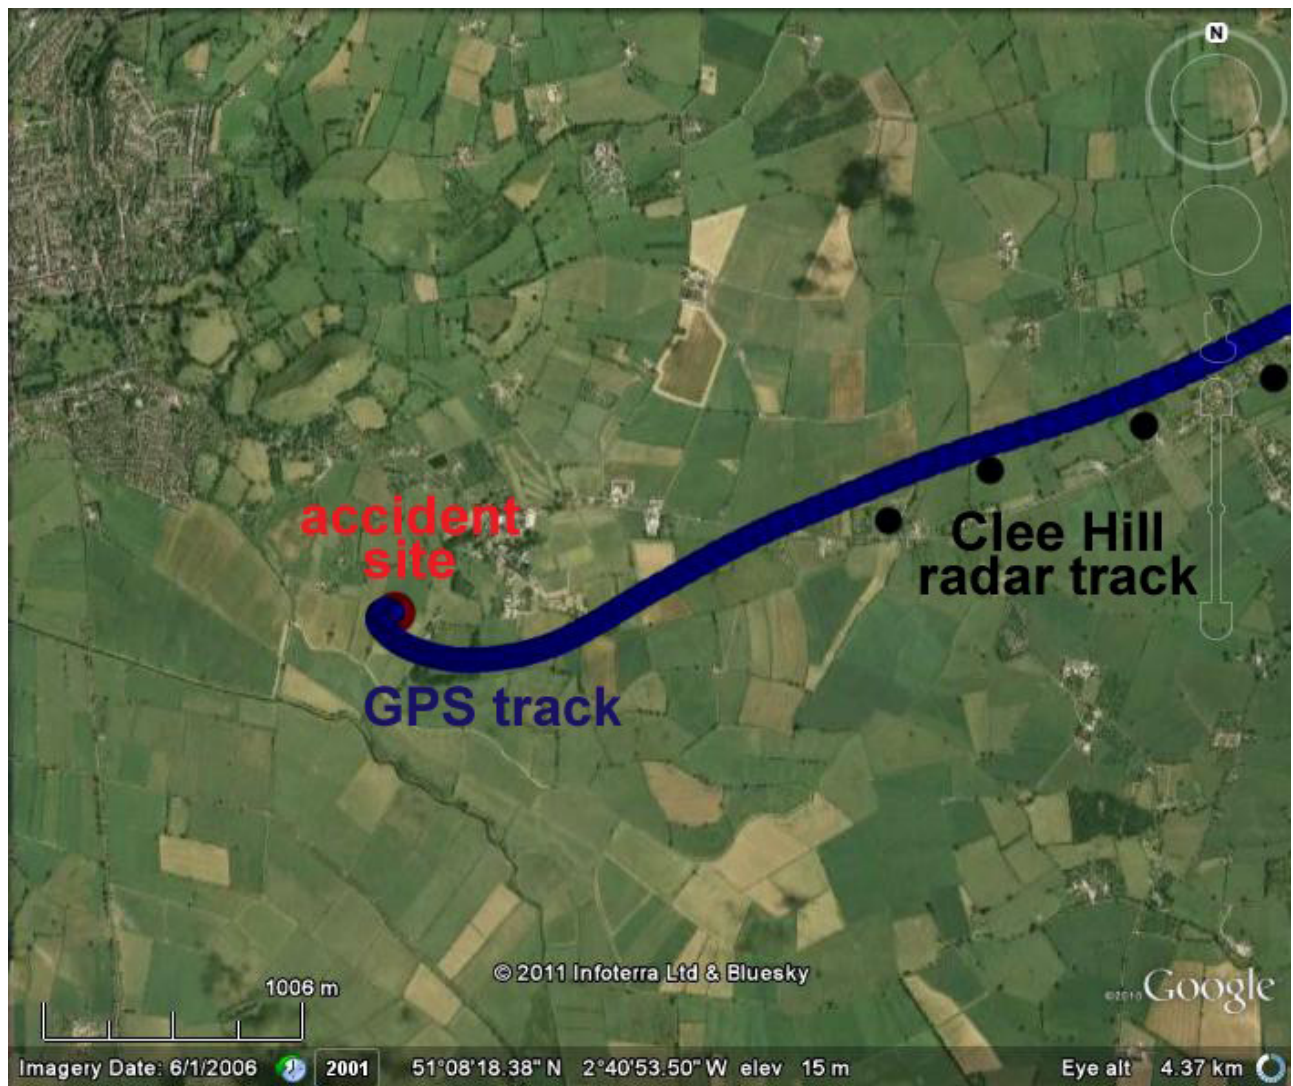 N
accident
site
Clee Hill
radar track
GPS track
© 2011 Infoterra Ltd & Bluesky
1006 m
©2010 Google
Imagery Date: 6/1/2006 2001 51°08'18.38" N 2°40'53.50" W elev 15 m Eye alt 4.37 km